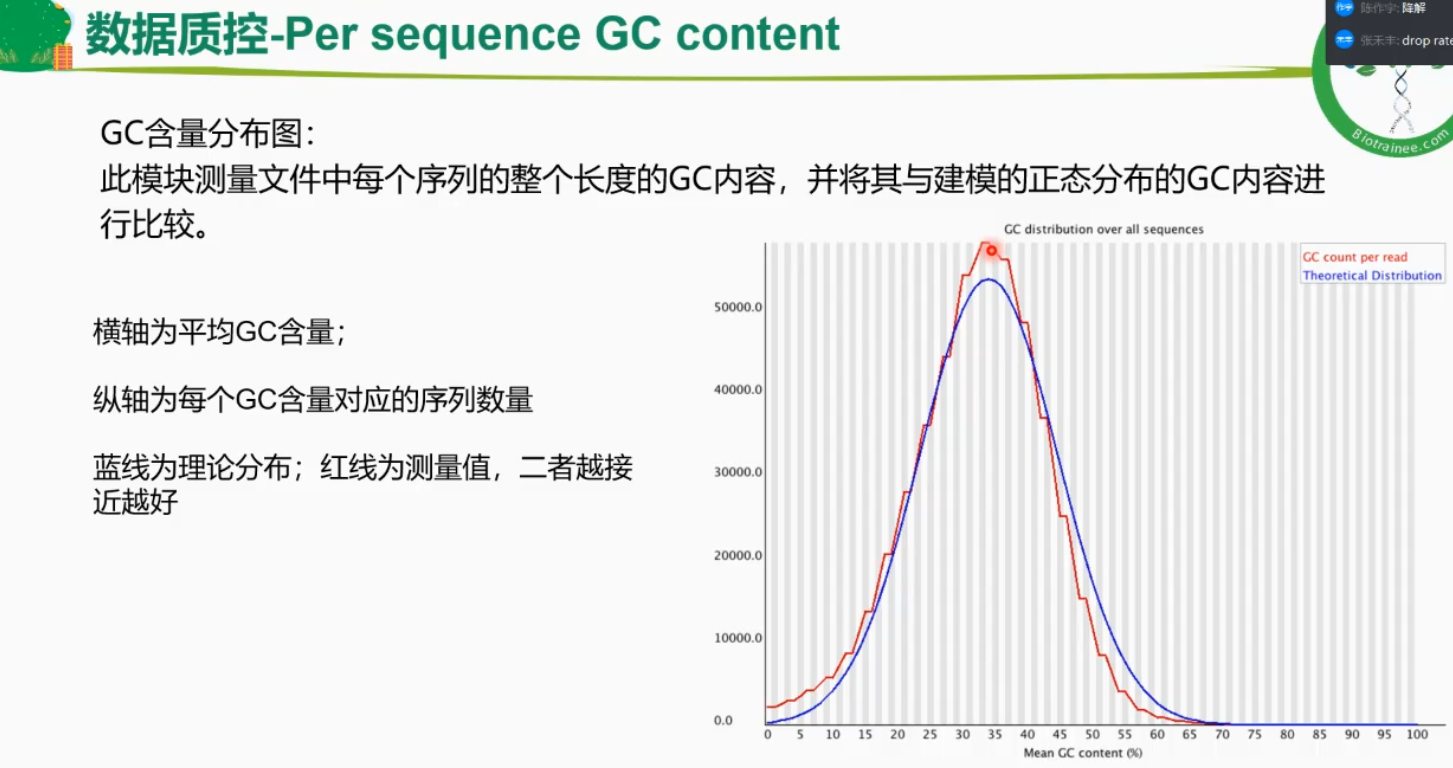 数据质控-Per sequence GC content
陈作宇: 降解
张禾丰: drop rate
Biotrainee.com
GC含量分布图：
此模块测量文件中每个序列的整个长度的GC内容，并将其与建模的正态分布的GC内容进
行比较。
横轴为平均GC含量；
纵轴为每个GC含量对应的序列数量
蓝线为理论分布；红线为测量值，二者越接
近越好
GC distribution over all sequences
GC count per read
Theoretical Distribution
50000.0
40000.0
30000.0
20000.0
10000.0
0.0
0 5 10 15 20 25 30 35 40 45 50 55 60 65 70 75 80 85 90 95 100
Mean GC content (%)